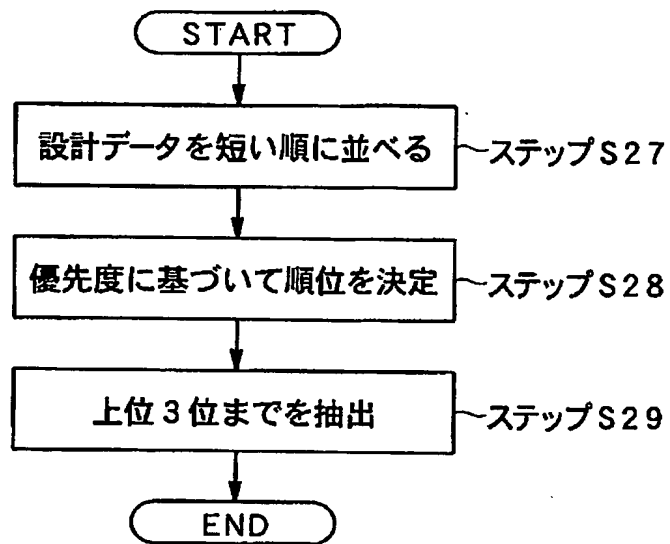 START
設計データを短い順に並べる
ステップS27
優先度に基づいて順位を決定
ステップS28
上位3位までを抽出
ステップS29
END